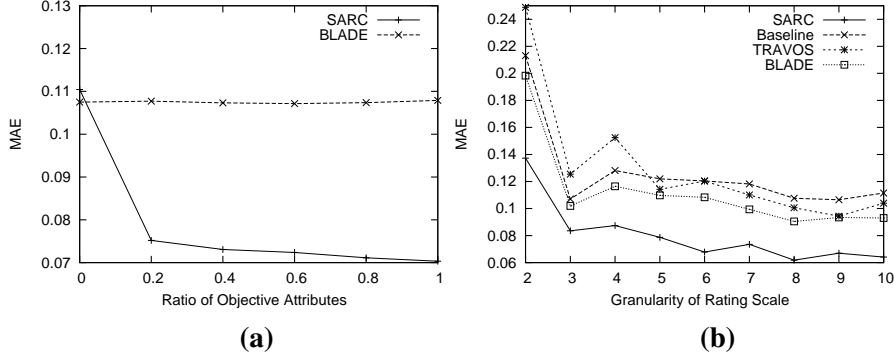 0.13
0.12
0.11
0.1
0.09
0.08
0.07
MAE
0 0.2 0.4 0.6 0.8 1
Ratio of Objective Attributes
SARC
BLADE
(a)
0.24
0.22
0.2
0.18
0.16
0.14
0.12
0.1
0.08
0.06
MAE
2 3 4 5 6 7 8 9 10
Granularity of Rating Scale
SARC
Baseline
TRAVOS
BLADE
(b)